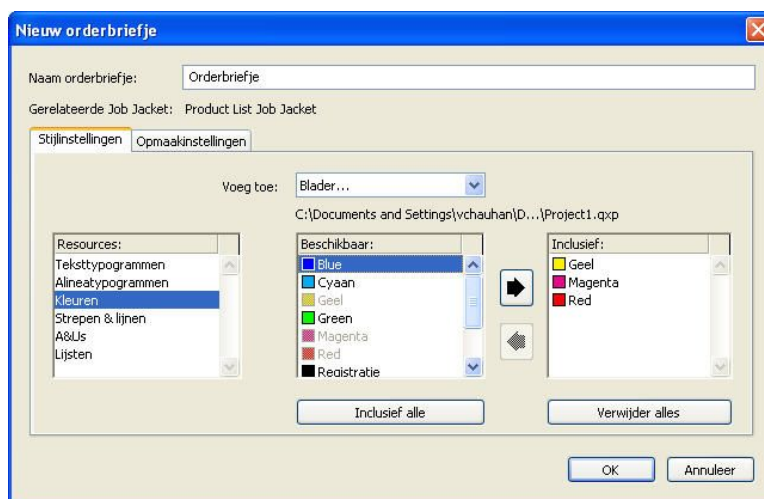 Nieuw orderbriefje
Naam orderbriefje: Orderbriefje
Gerelateerde Job Jacket: Product List Job Jacket
Stijlinstellingen Opmaakinstellingen
Voeg toe: Blader...
C:\Documents and Settings\vchauhan\D...\Project1.qxp
Resources:
Teksttypogrammen
Alineatypogrammen
Kleuren
Strepen & lijnen
A&Us
Lijsten
Beschikbaar:
Blue
Cyaan
Geel
Green
Magenta
Red
Registratie
Inclusief alle
Inclusief:
Geel
Magenta
Red
Verwijder alles
OK Annuleer